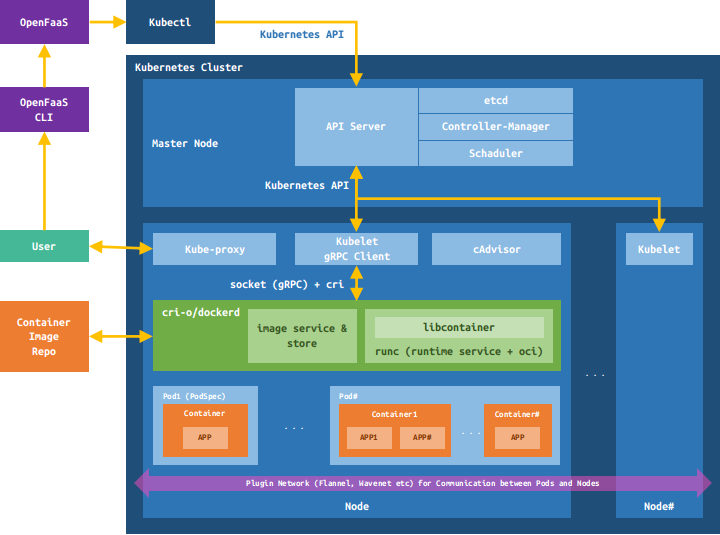 OpenFaaS
Kubectl
Kubernetes API
Kubernetes Cluster
OpenFaaS
CLI
API Server
etcd
Controller-Manager
Schaduler
Master Node
Kubernetes API
User
Kube-proxy
Kubelet
gRPC Client
cAdvisor
Kubelet
socket (gRPC) + cri
Container
Image
Repo
cri-o/dockerd
image service &
store
libcontainer
runc (runtime service + oci)
...
Pod1 (PodSpec)
Container
APP
...
Pod#
Container1
APP1
APP#
...
Container#
APP
Plugin Network (Flannel, Wavenet etc) for Communication between Pods and Nodes
Node
Node#